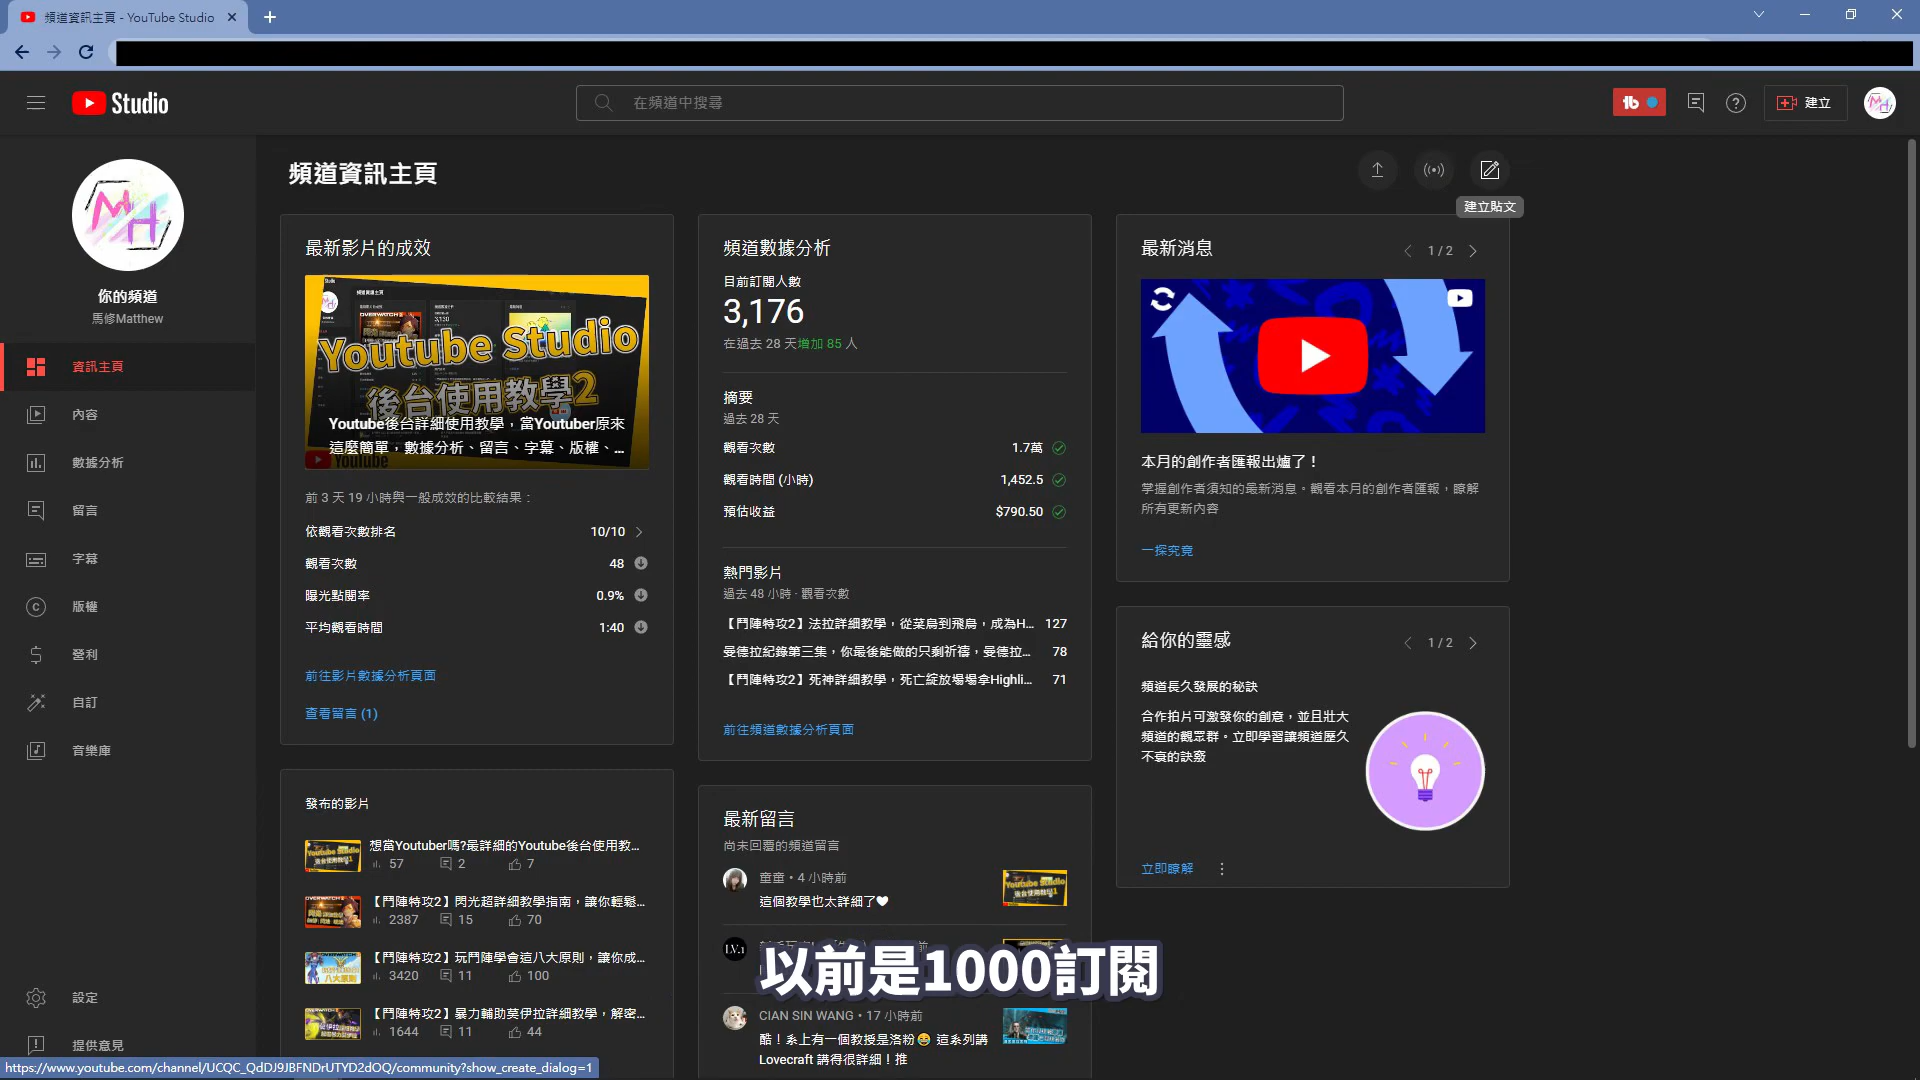 頻道資訊主頁 - YouTube Studio
Studio
在頻道中搜尋
建立
你的頻道
馬修Matthew
資訊主頁
內容
數據分析
留言
字幕
版權
營利
自訂
音樂庫
設定
提供意見
頻道資訊主頁
建立貼文
最新影片的成效
Youtube Studio
後台使用教學2
Youtube後台詳細使用教學，當Youtuber原來
這麼簡單，數據分析、留言、字幕、版權、...
前 3 天 19 小時與一般成效的比較結果：
依觀看次數排名 10/10
觀看次數 48
曝光點閱率 0.9%
平均觀看時間 1:40
前往影片數據分析頁面
查看留言 (1)
發布的影片
想當Youtuber嗎?最詳細的Youtube後台使用教...
57 2 7
【鬥陣特攻2】閃光超詳細教學指南，讓你輕鬆...
2387 15 70
【鬥陣特攻2】玩鬥陣學會這八大原則，讓你成...
3420 11 100
【鬥陣特攻2】暴力輔助莫伊拉詳細教學，解密...
1644 11 44
頻道數據分析
目前訂閱人數
3,176
在過去 28 天增加 85 人
摘要
過去 28 天
觀看次數 1.7萬
觀看時間 (小時) 1,452.5
預估收益 $790.50
熱門影片
過去 48 小時 · 觀看次數
【鬥陣特攻2】法拉詳細教學，從菜鳥到飛鳥，成為H... 127
曼德拉紀錄第三集，你最後能做的只剩祈禱，曼德拉... 78
【鬥陣特攻2】死神詳細教學，死亡綻放場場拿Highli... 71
前往頻道數據分析頁面
最新留言
尚未回覆的頻道留言
童童 • 4 小時前
這個教學也太詳細了🖤
LV.1
CIAN SIN WANG • 17 小時前
酷！系上有一個教授是洛粉😂 這系列講
Lovecraft 講得很詳細！推
最新消息
1 / 2
本月的創作者匯報出爐了！
掌握創作者須知的最新消息。觀看本月的創作者匯報，瞭解
所有更新內容
一探究竟
給你的靈感
1 / 2
頻道長久發展的秘訣
合作拍片可激發你的創意，並且壯大
頻道的觀眾群。立即學習讓頻道歷久
不衰的訣竅
立即瞭解
以前是1000訂閱
https://www.youtube.com/channel/UCQC_QdDJ9JBFNDrUTYD2dOQ/community?show_create_dialog=1